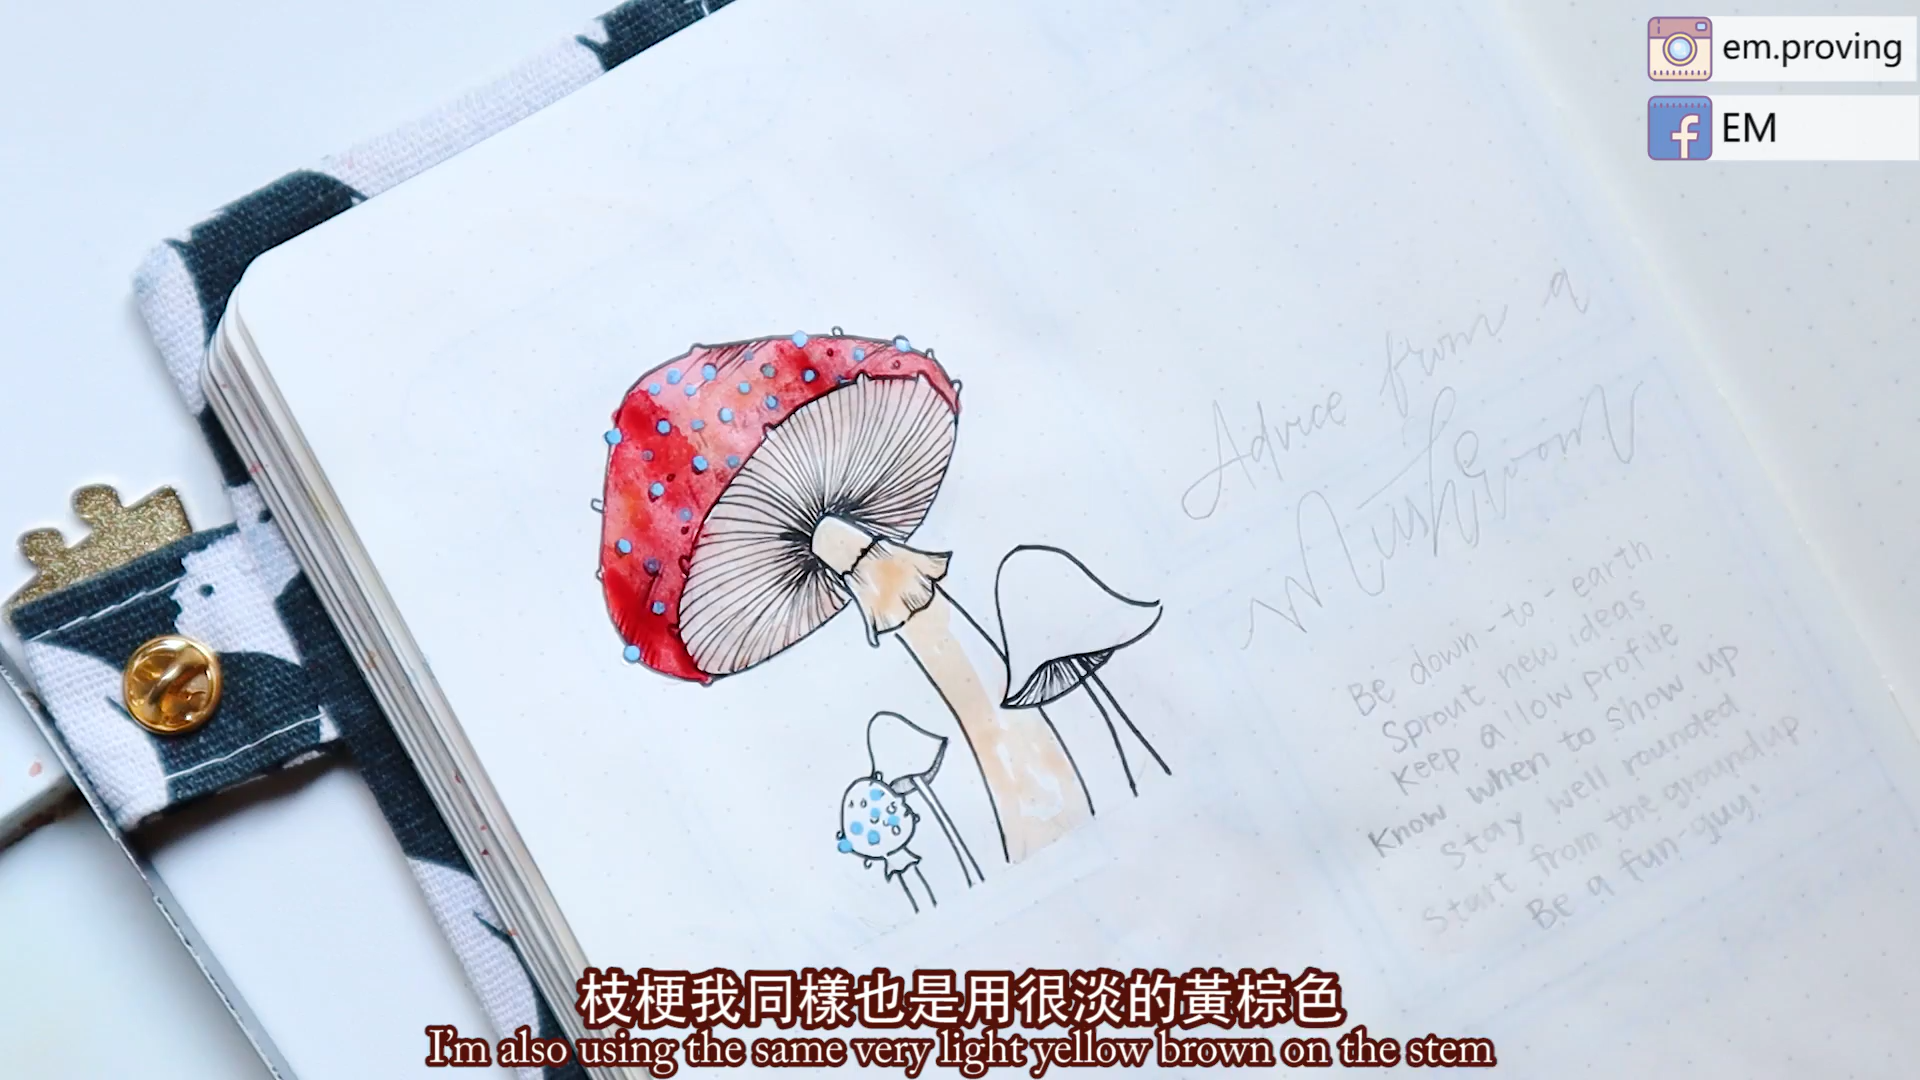 em.proving
EM
Advice from a
Mushroom
Be down-to-earth
Sprout new ideas
Keep a low profile
Know when to show up
Stay well rounded
Start from the ground up
Be a fun-guy!
枝梗我同樣也是用很淡的黃棕色
I'm also using the same very light yellow brown on the stem